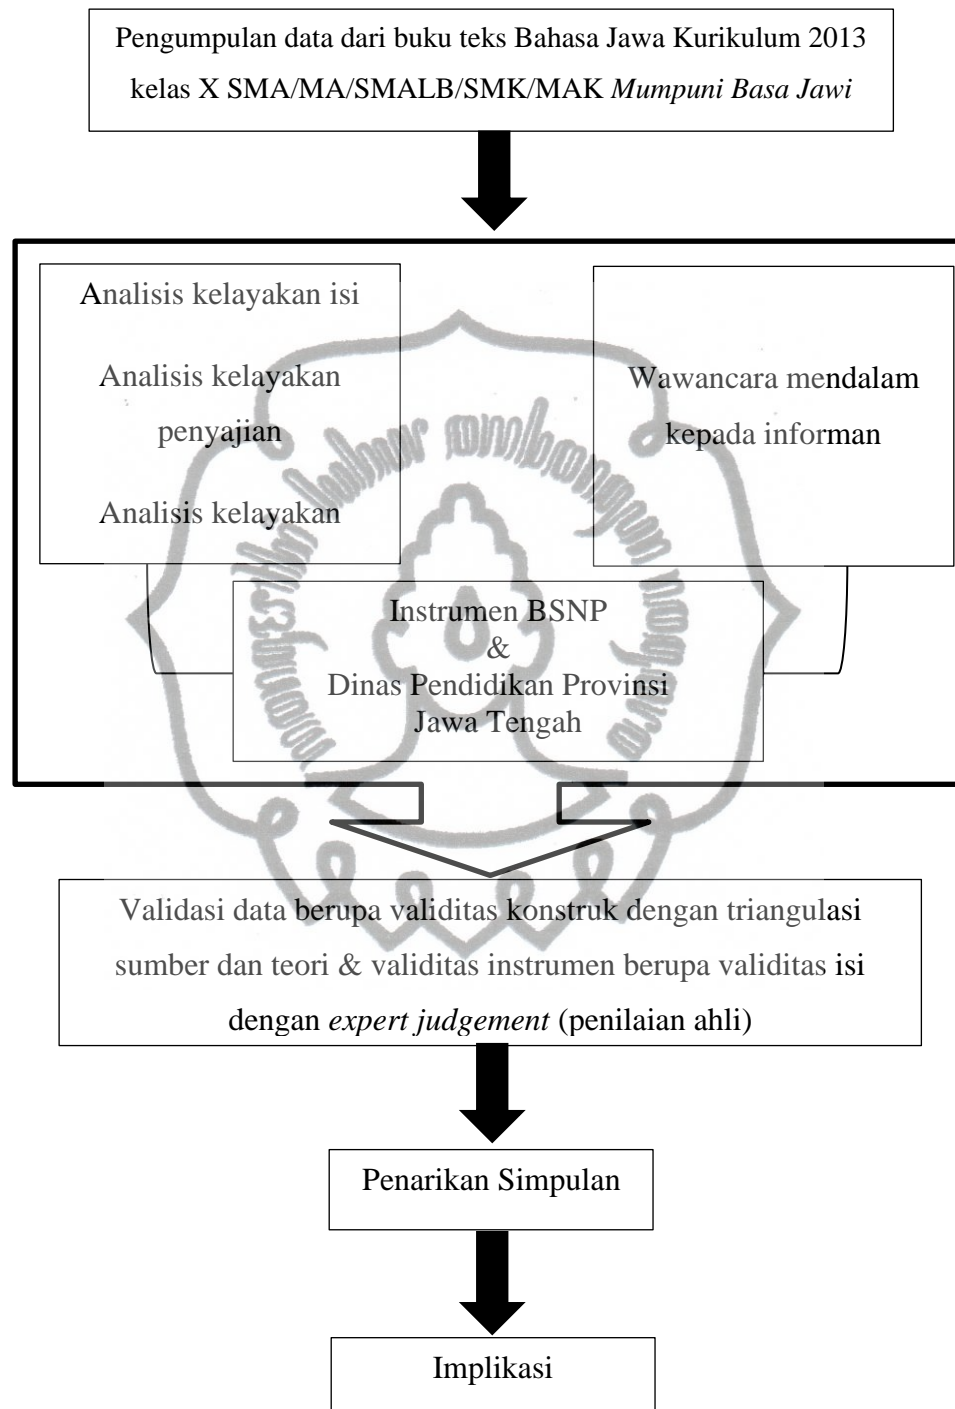 Pengumpulan data dari buku teks Bahasa Jawa Kurikulum 2013
kelas X SMA/MA/SMALB/SMK/MAK Mumpuni Basa Jawi
Analisis kelayakan isi
Analisis kelayakan
penyajian
Analisis kelayakan
Wawancara mendalam
kepada informan
Instrumen BSNP
&
Dinas Pendidikan Provinsi
Jawa Tengah
Validasi data berupa validitas konstruk dengan triangulasi
sumber dan teori & validitas instrumen berupa validitas isi
dengan expert judgement (penilaian ahli)
Penarikan Simpulan
Implikasi